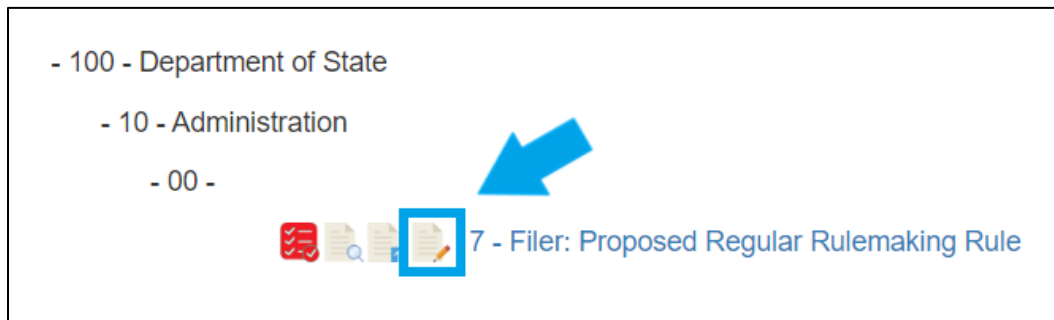 - 100 - Department of State
- 10 - Administration
- 00 -
7 - Filer: Proposed Regular Rulemaking Rule